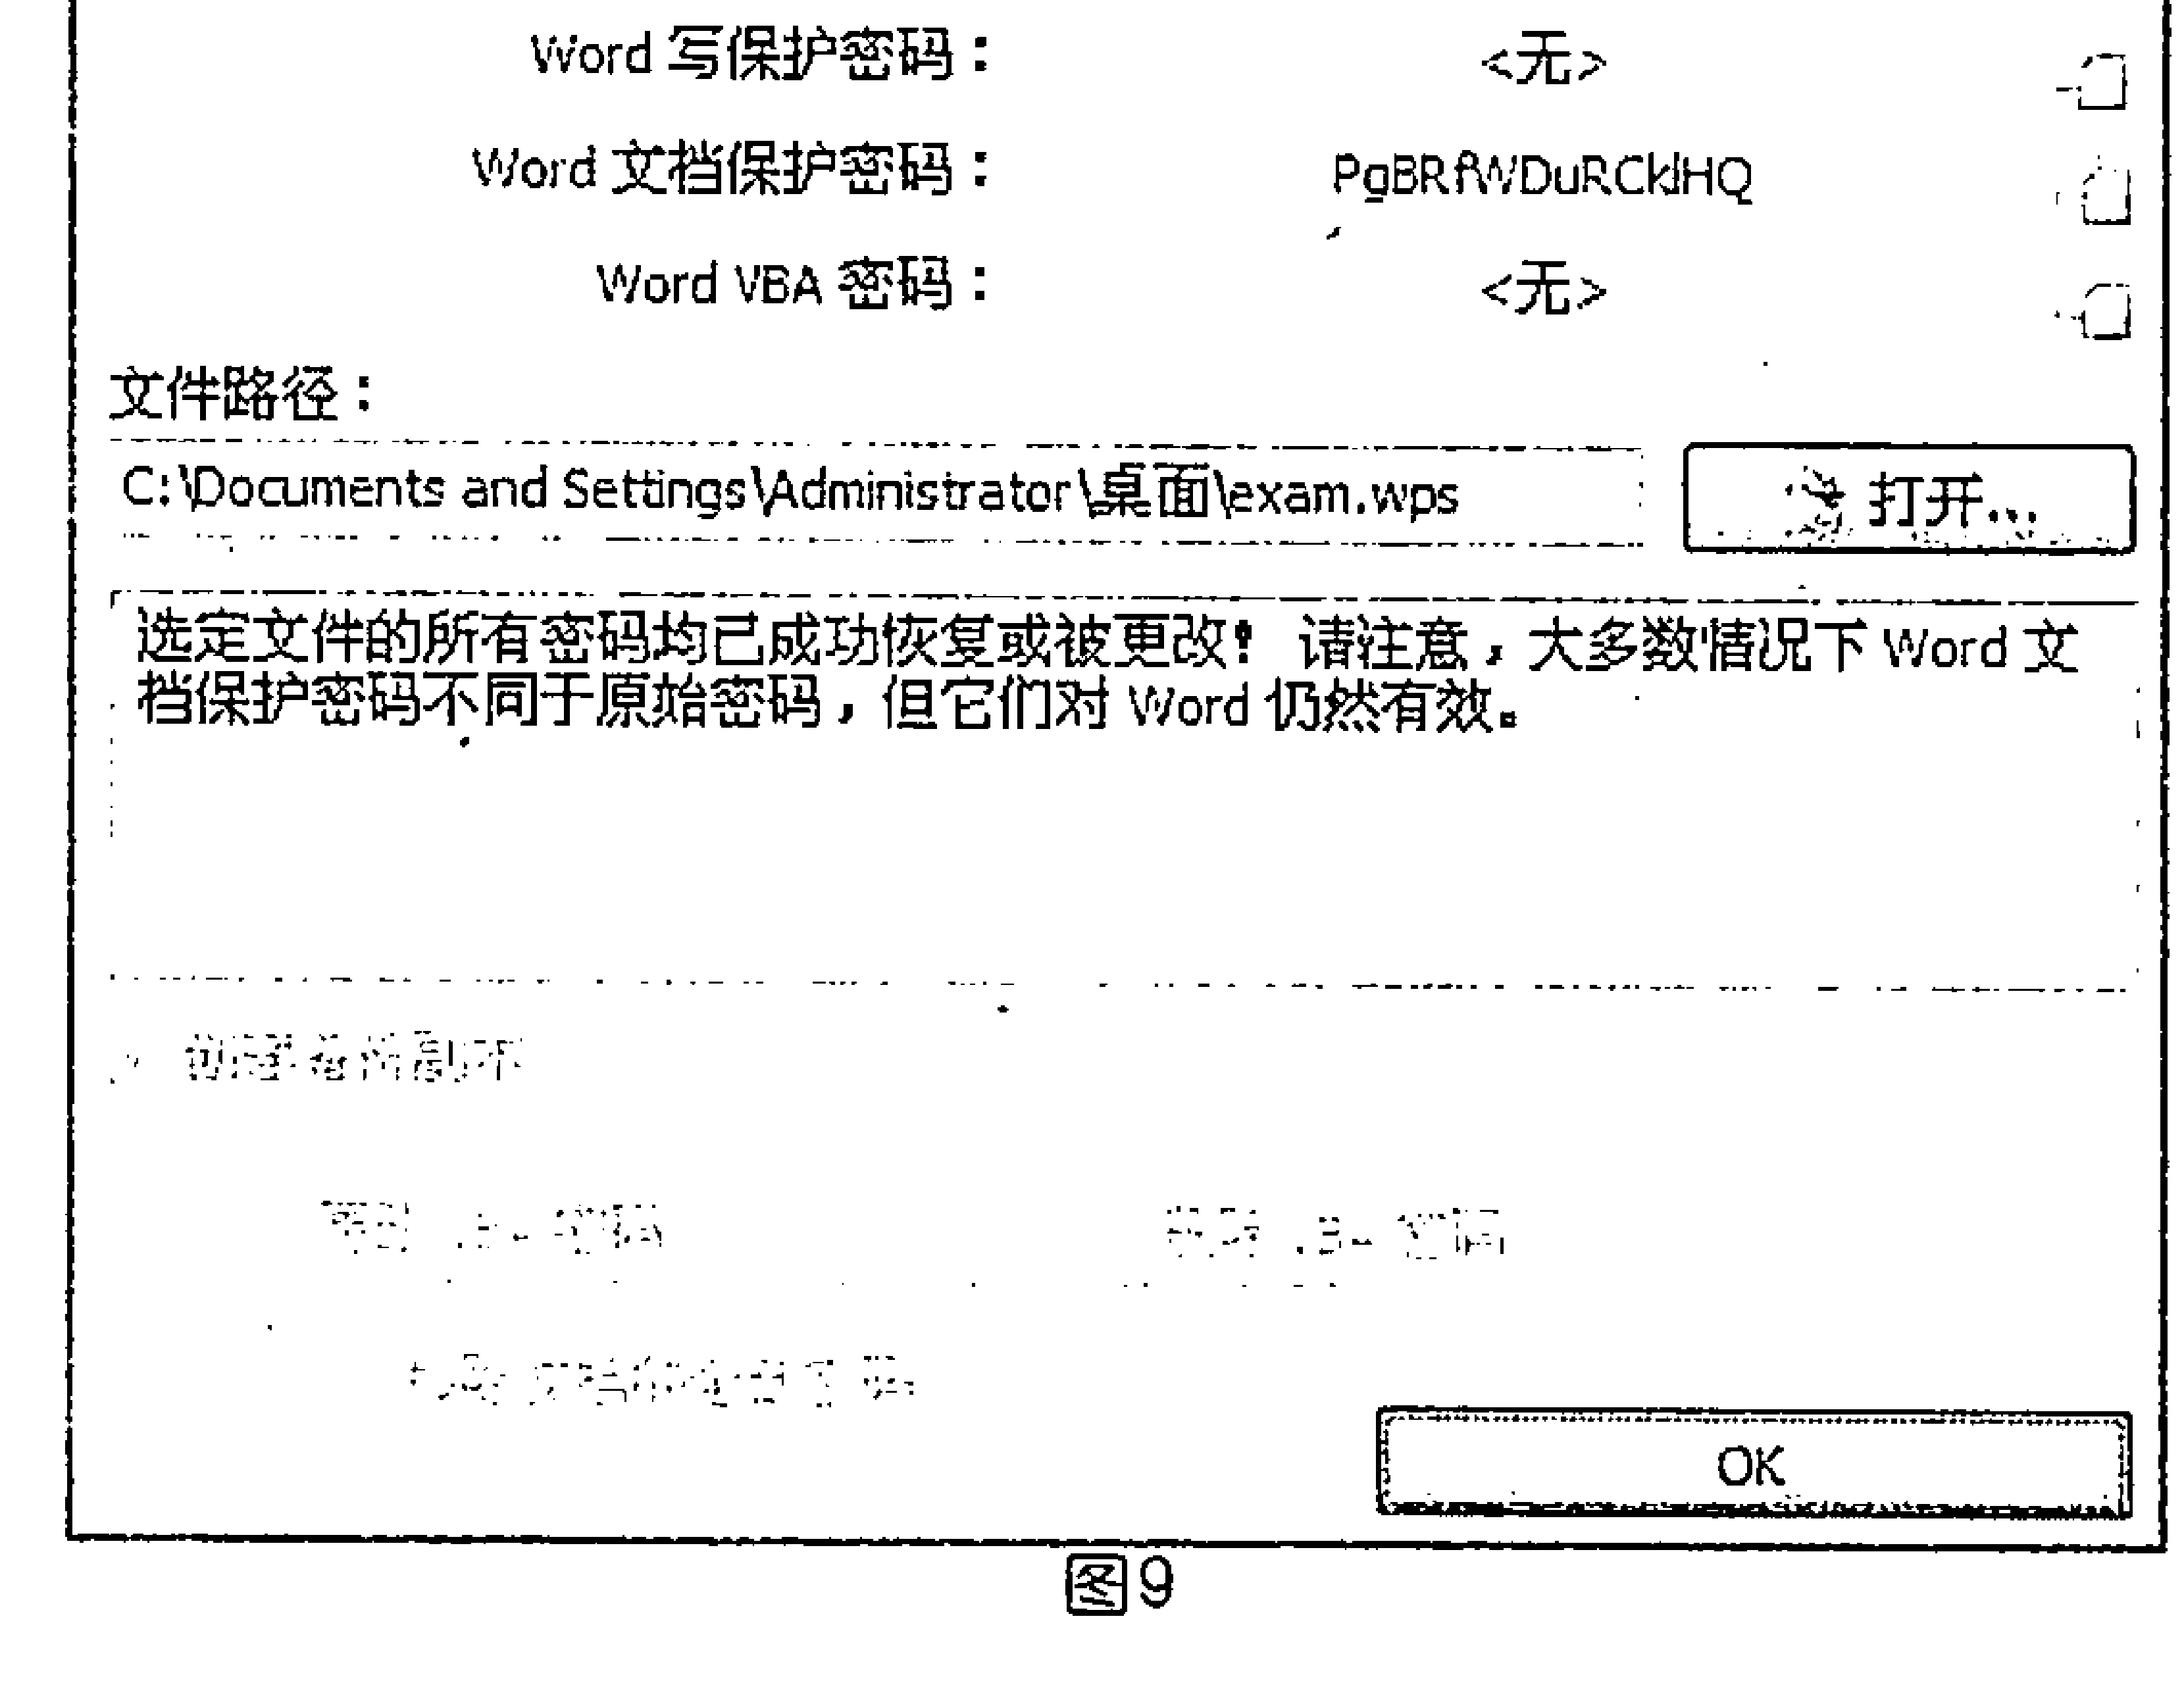 Word 写保护密码： <无>
Word 文档保护密码： PgBRfWDuRCklHQ
Word VBA 密码： <无>
文件路径：
C:\Documents and Settings\Administrator\桌面\exam.wps 打开...
选定文件的所有密码均已成功恢复或被更改! 请注意，大多数情况下 Word 文
档保护密码不同于原始密码，但它们对 Word 仍然有效。
OK
图9